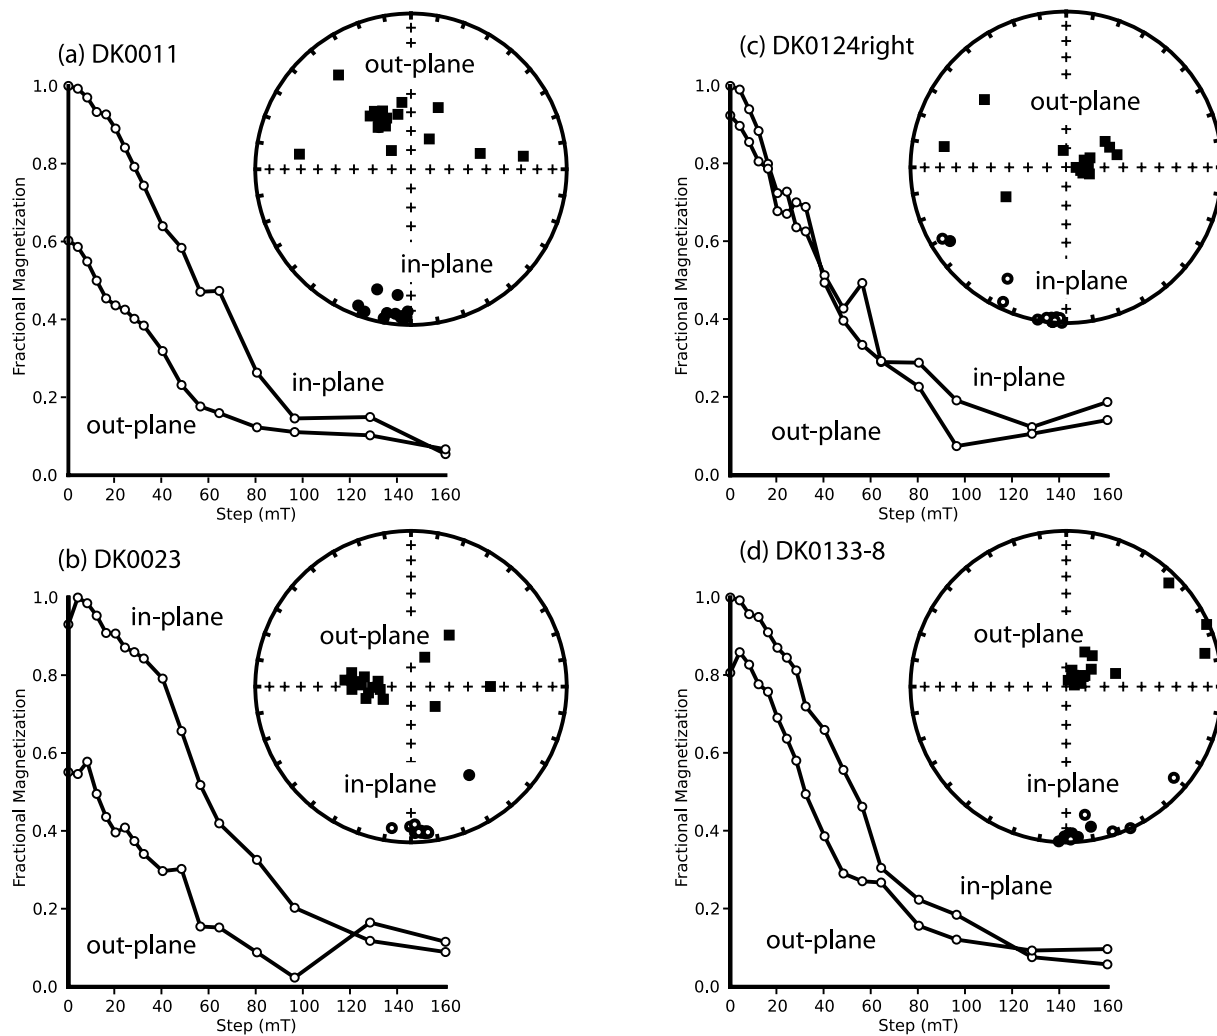 (a) DK0011
out-plane
in-plane
in-plane
out-plane
Fractional Magnetization
1.0
0.8
0.6
0.4
0.2
0.0
0 20 40 60 80 100 120 140 160
Step (mT)
(c) DK0124right
out-plane
in-plane
in-plane
out-plane
Fractional Magnetization
1.0
0.8
0.6
0.4
0.2
0.0
0 20 40 60 80 100 120 140 160
Step (mT)
(b) DK0023
in-plane
out-plane
in-plane
out-plane
Fractional Magnetization
1.0
0.8
0.6
0.4
0.2
0.0
0 20 40 60 80 100 120 140 160
Step (mT)
(d) DK0133-8
out-plane
in-plane
in-plane
out-plane
Fractional Magnetization
1.0
0.8
0.6
0.4
0.2
0.0
0 20 40 60 80 100 120 140 160
Step (mT)